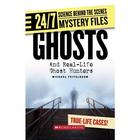 24/7
SCIENCE BEHIND THE SCENES
MYSTERY FILES
GHOSTS
And Real-Life
Ghost Hunters
MICHAEL TEITELBAUM
TRUE-LIFE CASES!
SCHOLASTIC